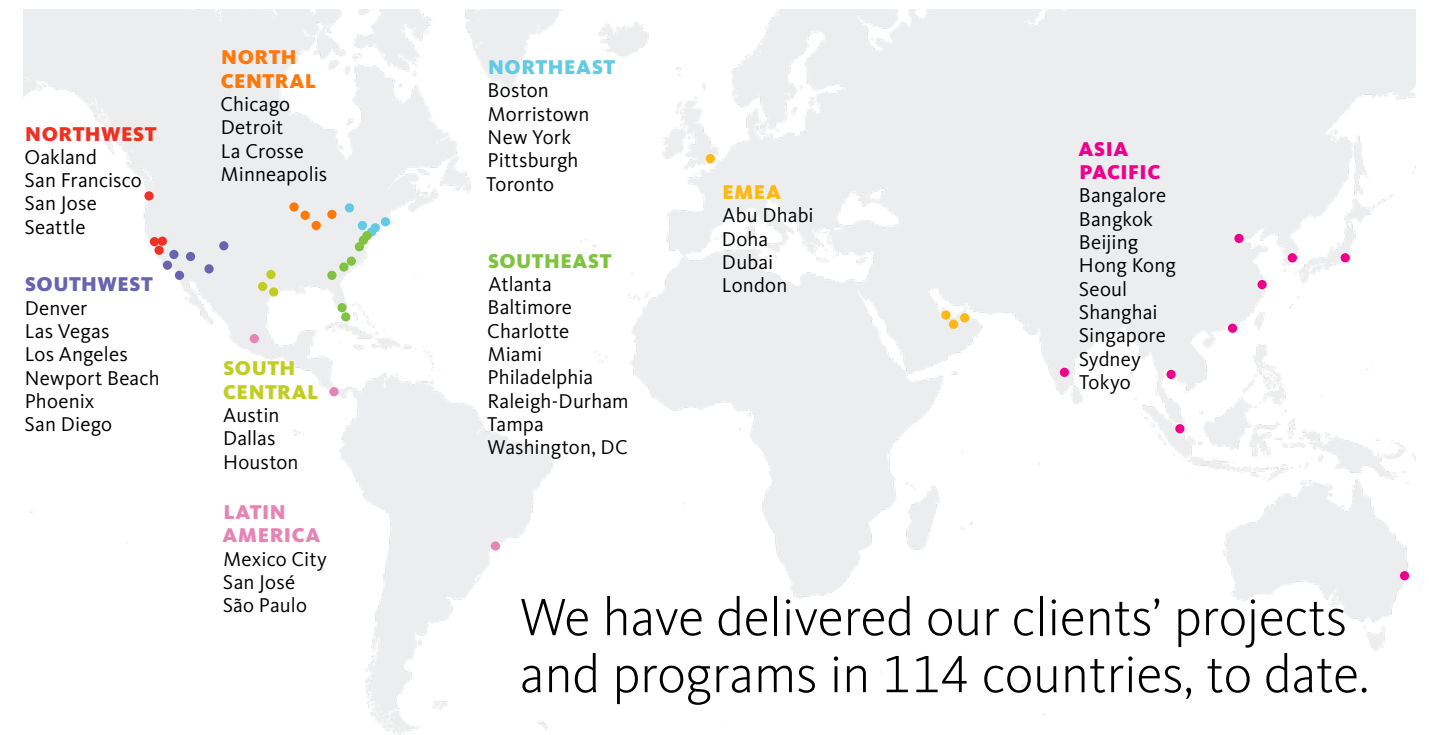 NORTHWEST
Oakland
San Francisco
San Jose
Seattle
SOUTHWEST
Denver
Las Vegas
Los Angeles
Newport Beach
Phoenix
San Diego
NORTH
CENTRAL
Chicago
Detroit
La Crosse
Minneapolis
SOUTH
CENTRAL
Austin
Dallas
Houston
LATIN
AMERICA
Mexico City
San José
São Paulo
NORTHEAST
Boston
Morristown
New York
Pittsburgh
Toronto
SOUTHEAST
Atlanta
Baltimore
Charlotte
Miami
Philadelphia
Raleigh-Durham
Tampa
Washington, DC
EMEA
Abu Dhabi
Doha
Dubai
London
ASIA
PACIFIC
Bangalore
Bangkok
Beijing
Hong Kong
Seoul
Shanghai
Singapore
Sydney
Tokyo
We have delivered our clients’ projects
and programs in 114 countries, to date.